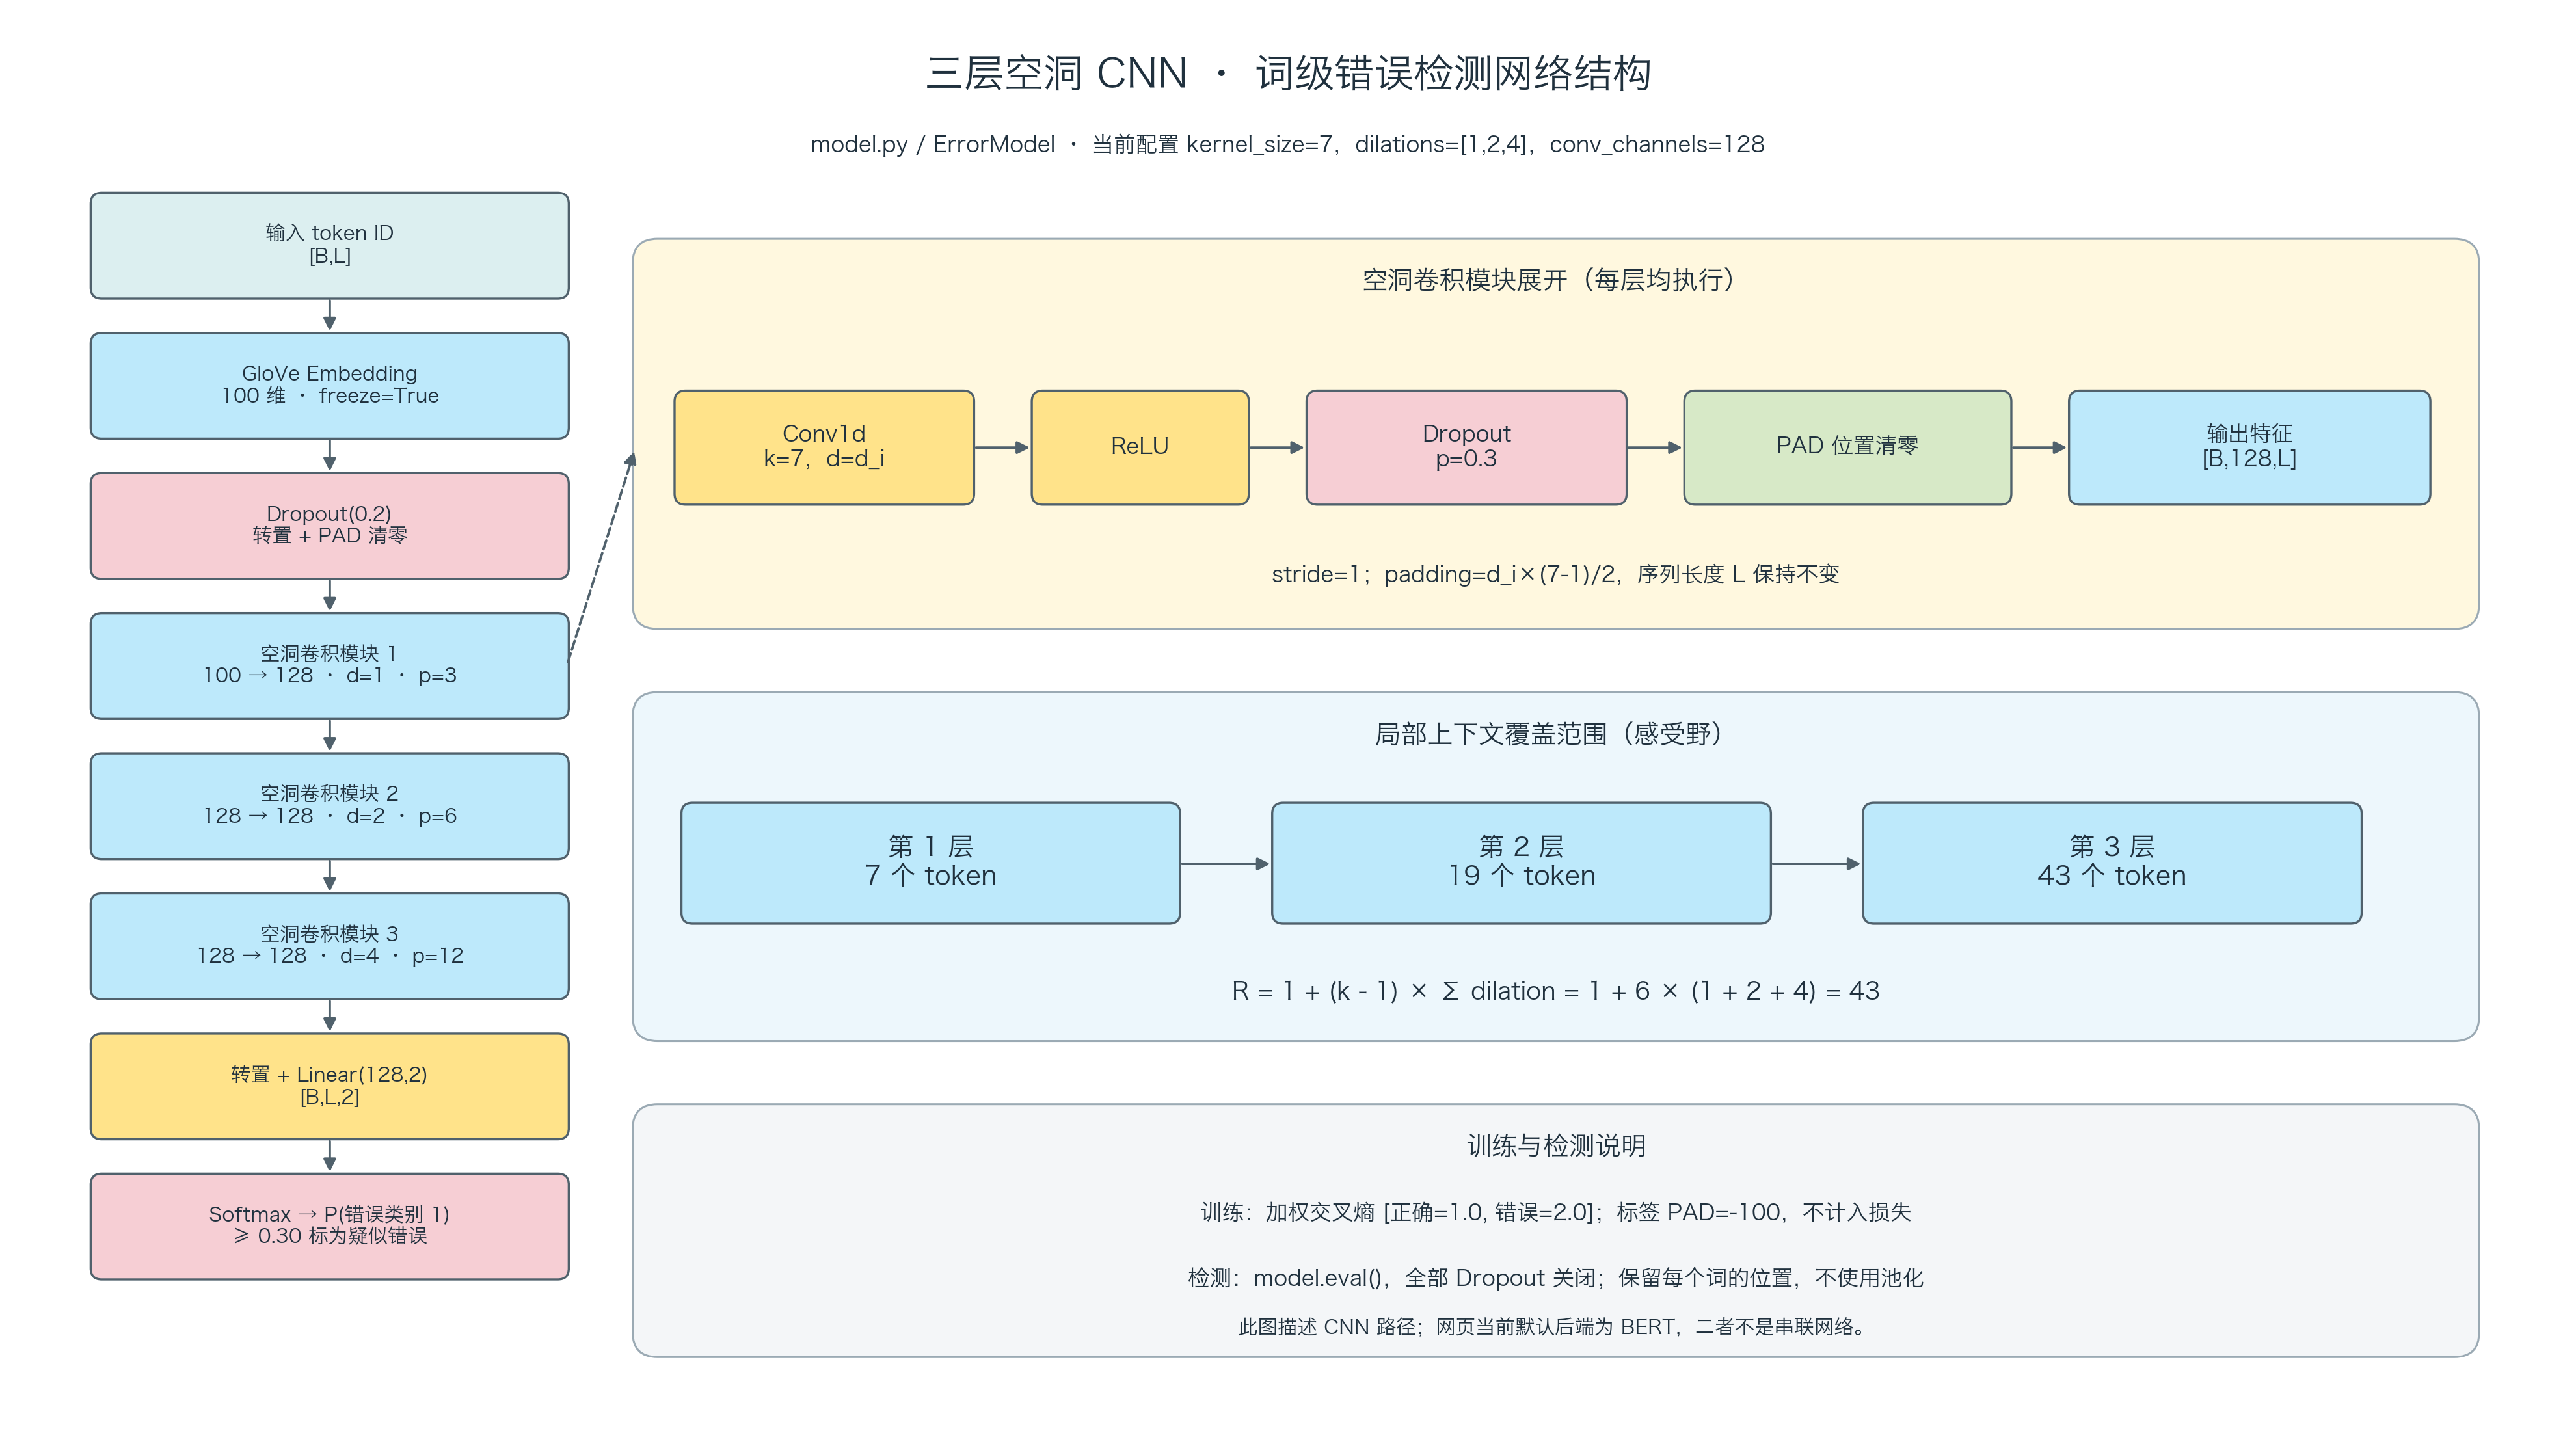 三层空洞 CNN · 词级错误检测网络结构
model.py / ErrorModel · 当前配置 kernel_size=7, dilations=[1,2,4], conv_channels=128
输入 token ID
[B,L]
GloVe Embedding
100 维 · freeze=True
Dropout(0.2)
转置 + PAD 清零
空洞卷积模块 1
100 → 128 · d=1 · p=3
空洞卷积模块 2
128 → 128 · d=2 · p=6
空洞卷积模块 3
128 → 128 · d=4 · p=12
转置 + Linear(128,2)
[B,L,2]
Softmax → P(错误类别 1)
≥ 0.30 标为疑似错误
空洞卷积模块展开（每层均执行）
Conv1d
k=7, d=d_i
ReLU
Dropout
p=0.3
PAD 位置清零
输出特征
[B,128,L]
stride=1；padding=d_i×(7-1)/2，序列长度 L 保持不变
局部上下文覆盖范围（感受野）
第 1 层
7 个 token
第 2 层
19 个 token
第 3 层
43 个 token
R = 1 + (k - 1) × Σ dilation = 1 + 6 × (1 + 2 + 4) = 43
训练与检测说明
训练：加权交叉熵 [正确=1.0, 错误=2.0]；标签 PAD=-100，不计入损失
检测：model.eval()，全部 Dropout 关闭；保留每个词的位置，不使用池化
此图描述 CNN 路径；网页当前默认后端为 BERT，二者不是串联网络。